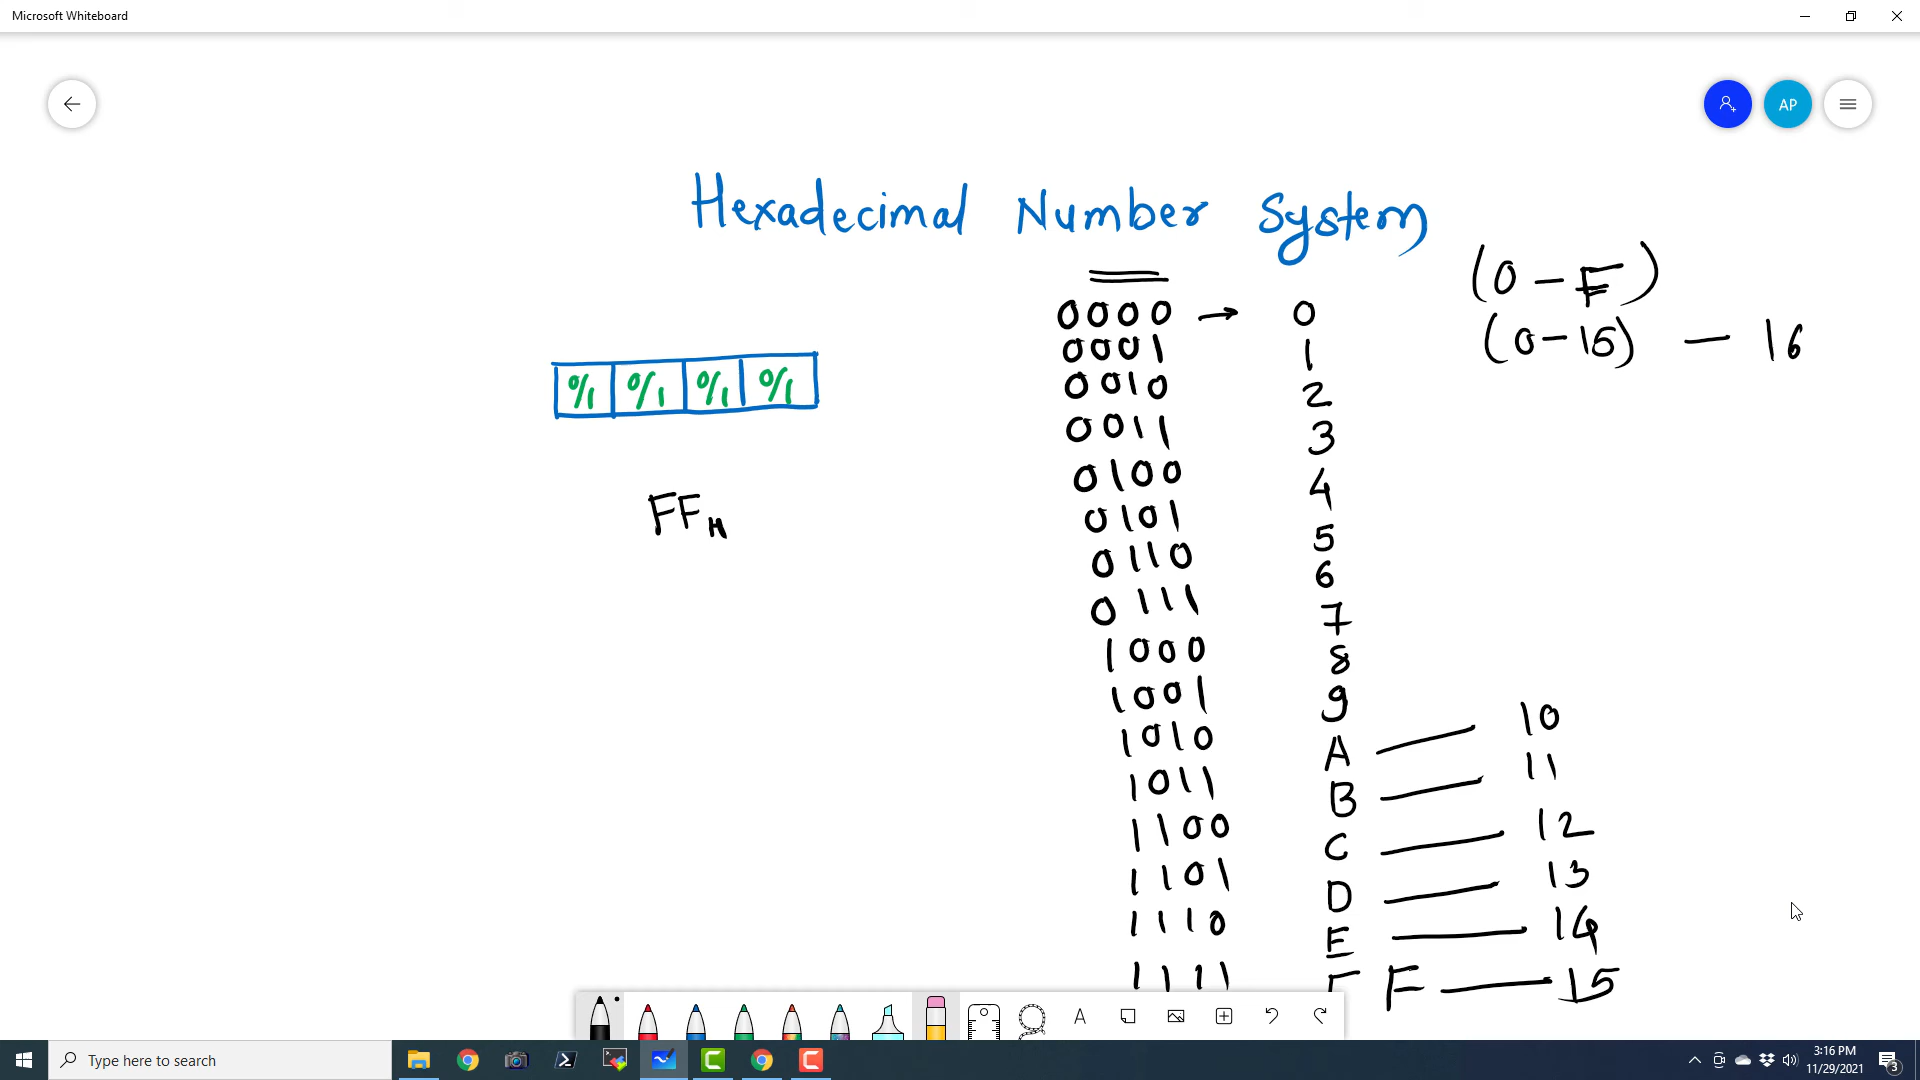 Microsoft Whiteboard
AP
Hexadecimal Number System
(0 - F)
(0-15) - 16
0000 → 0
0001 1
0010 2
0011 3
0100 4
0101 5
0110 6
0111 7
1000 8
1001 9
1010 A — 10
1011 B — 11
1100 C — 12
1101 D — 13
1110 E — 14
1111 F F — 15
0/1 0/1 0/1 0/1
FFH
A
Type here to search
3:16 PM
11/29/2021
3